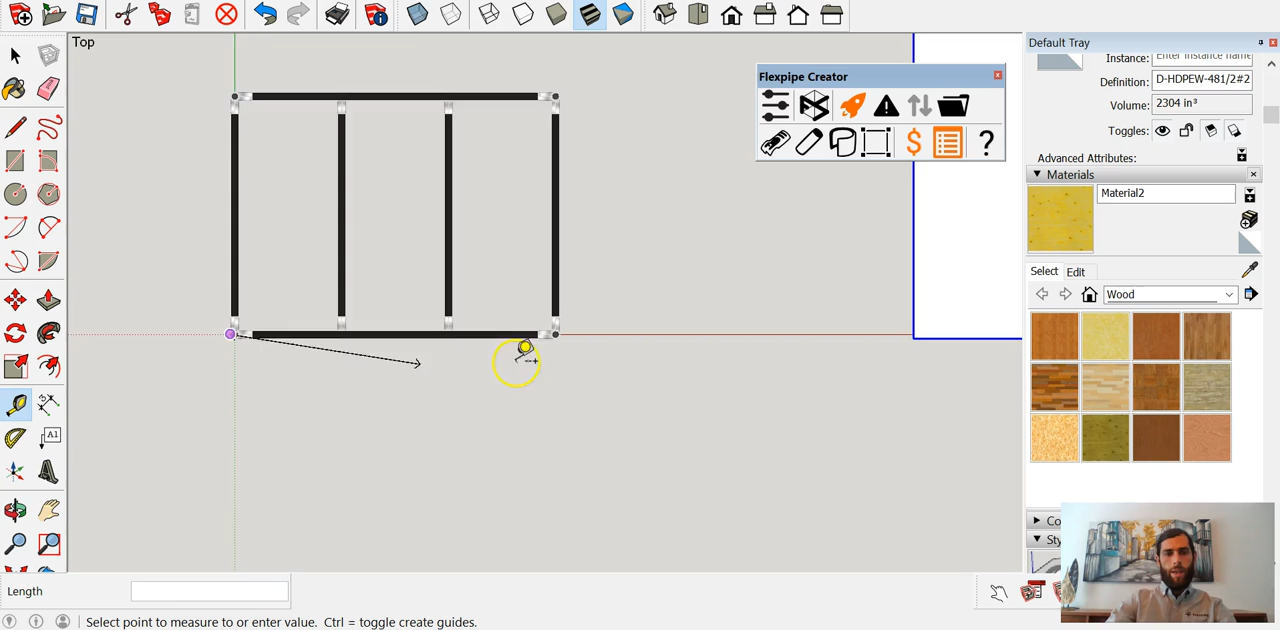 Top
Flexpipe Creator
$
?
A1
Default Tray
Instance:
Enter instance name
Definition:
D-HDPEW-481/2#2
Volume:
2304 in³
Toggles:
Advanced Attributes:
Materials
Material2
Select
Edit
Wood
Co
Sty
Length
Select point to measure to or enter value. Ctrl = toggle create guides.